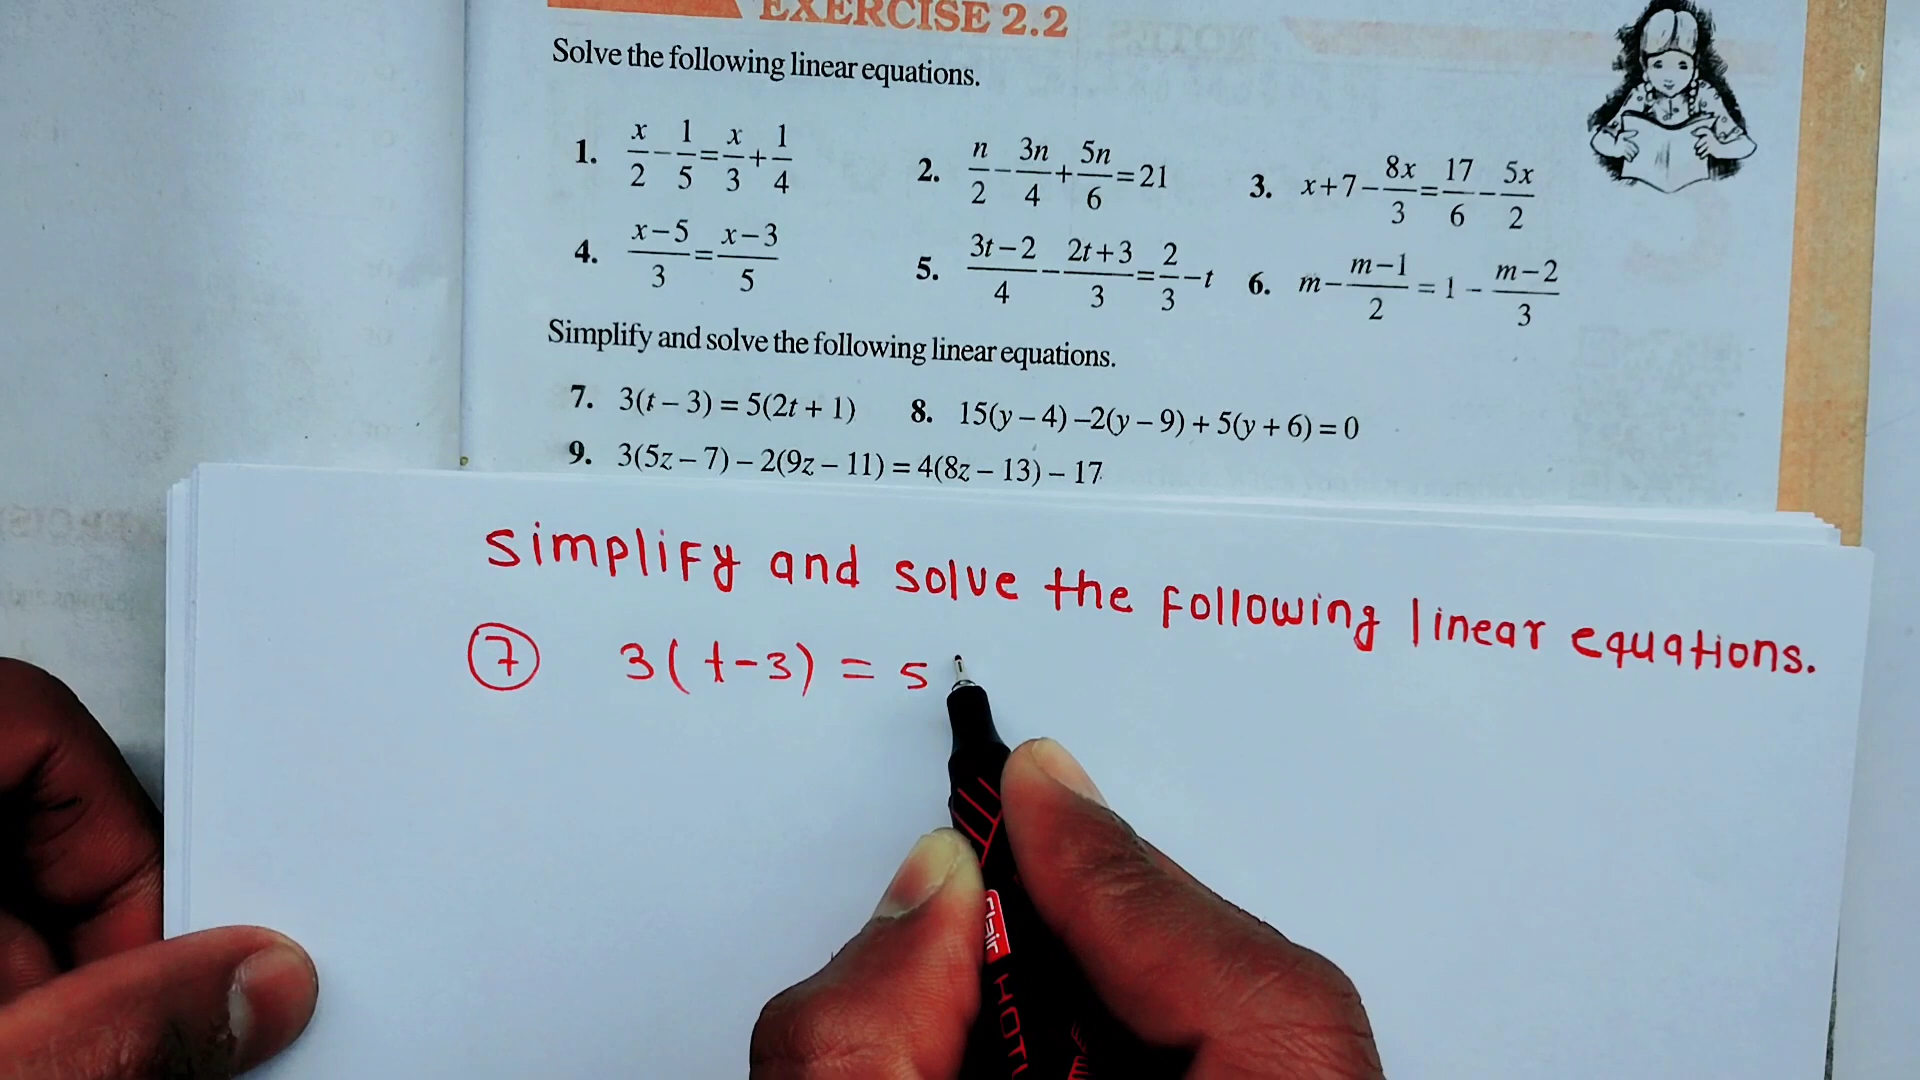 EXERCISE 2.2
Solve the following linear equations.
1. x/2 − 1/5 = x/3 + 1/4
2. n/2 − 3n/4 + 5n/6 = 21
3. x + 7 − 8x/3 = 17/6 − 5x/2
4. (x − 5)/3 = (x − 3)/5
5. (3t − 2)/4 − (2t + 3)/3 = 2/3 − t
6. m − (m − 1)/2 = 1 − (m − 2)/3
Simplify and solve the following linear equations.
7. 3(t – 3) = 5(2t + 1)
8. 15(y – 4) –2(y – 9) + 5(y + 6) = 0
9. 3(5z – 7) – 2(9z – 11) = 4(8z – 13) – 17
Simplify and solve the following linear equations.
7 3(t-3) = 5
Flair
HOT